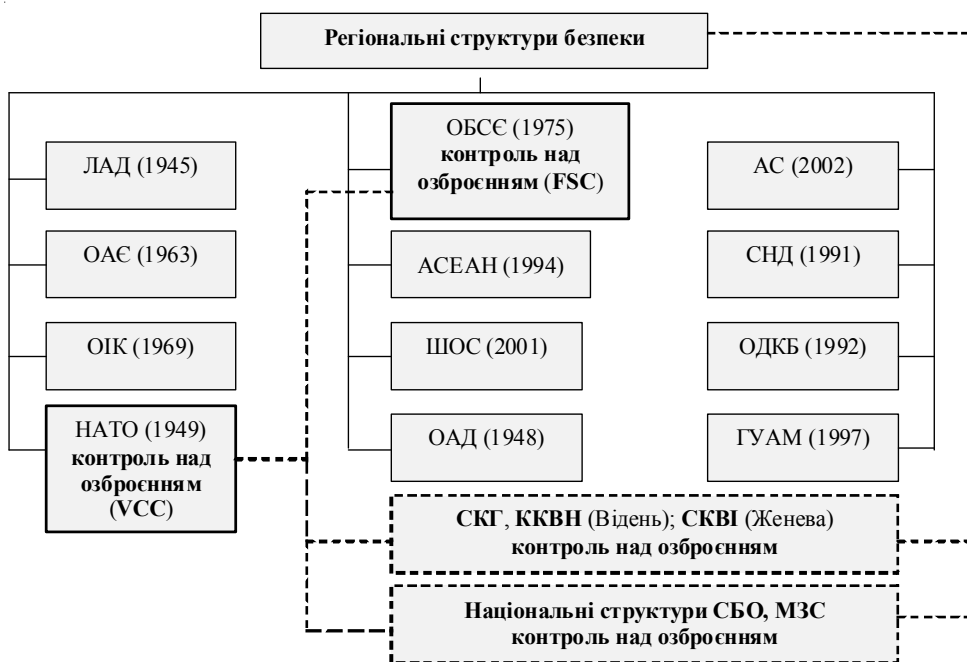 Регіональні структури безпеки
ЛАД (1945)
ОАЄ (1963)
ОІК (1969)
НАТО (1949)
контроль над
озброєнням
(VCC)
ОБСЄ (1975)
контроль над
озброєнням (FSC)
АСЕАН (1994)
ШОС (2001)
ОАД (1948)
АС (2002)
СНД (1991)
ОДКБ (1992)
ГУАМ (1997)
СКГ, ККВН (Відень); СКВІ (Женева)
контроль над озброєнням
Національні структури СБО, МЗС
контроль над озброєнням